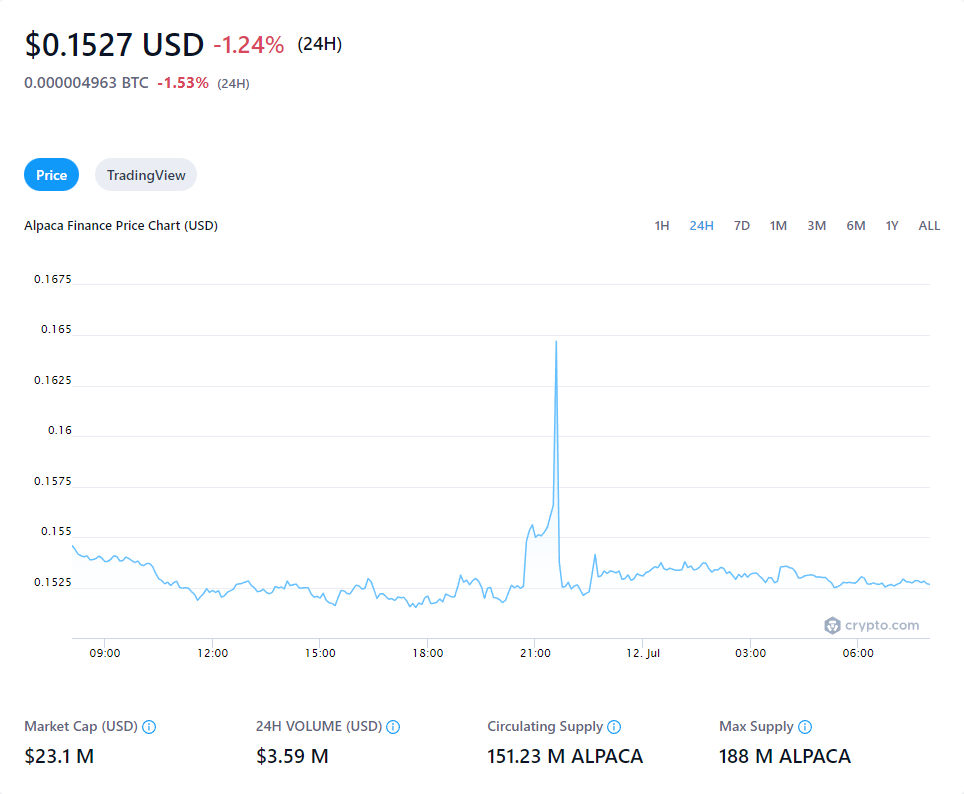 $0.1527 USD -1.24% (24H)
0.000004963 BTC -1.53% (24H)
Price TradingView
Alpaca Finance Price Chart (USD) 1H 24H 7D 1M 3M 6M 1Y ALL
0.1675
0.165
0.1625
0.16
0.1575
0.155
0.1525
crypto.com
09:00 12:00 15:00 18:00 21:00 12. Jul 03:00 06:00
Market Cap (USD) 24H VOLUME (USD) Circulating Supply Max Supply
$23.1 M $3.59 M 151.23 M ALPACA 188 M ALPACA